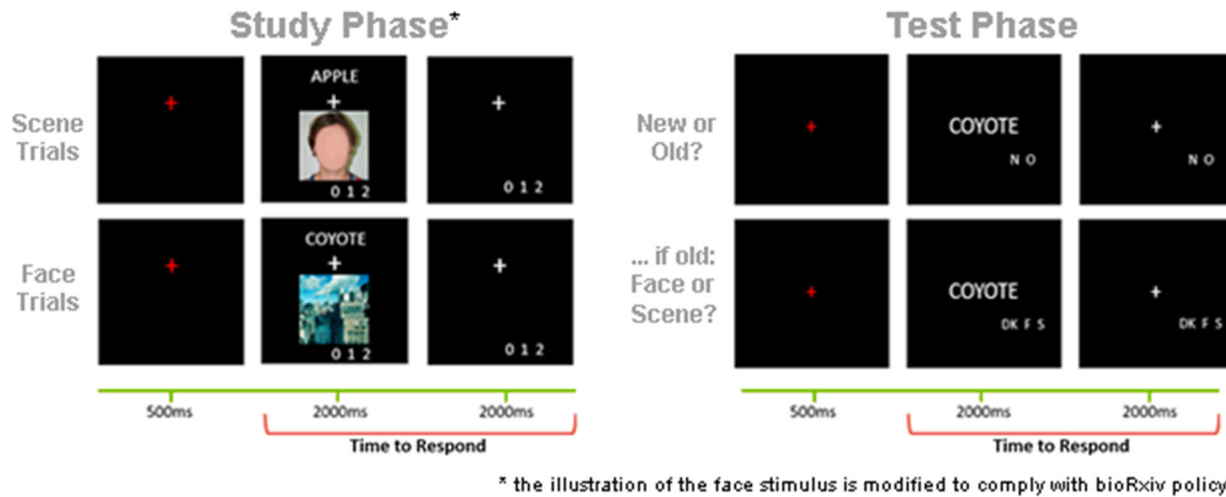 Study Phase*
Scene
Trials
APPLE
0 1 2
0 1 2
Face
Trials
COYOTE
0 1 2
0 1 2
500ms
2000ms
2000ms
Time to Respond
Test Phase
New or
Old?
COYOTE
N O
N O
... if old:
Face or
Scene?
COYOTE
DK F S
DK F S
500ms
2000ms
2000ms
Time to Respond
* the illustration of the face stimulus is modified to comply with bioRxiv policy